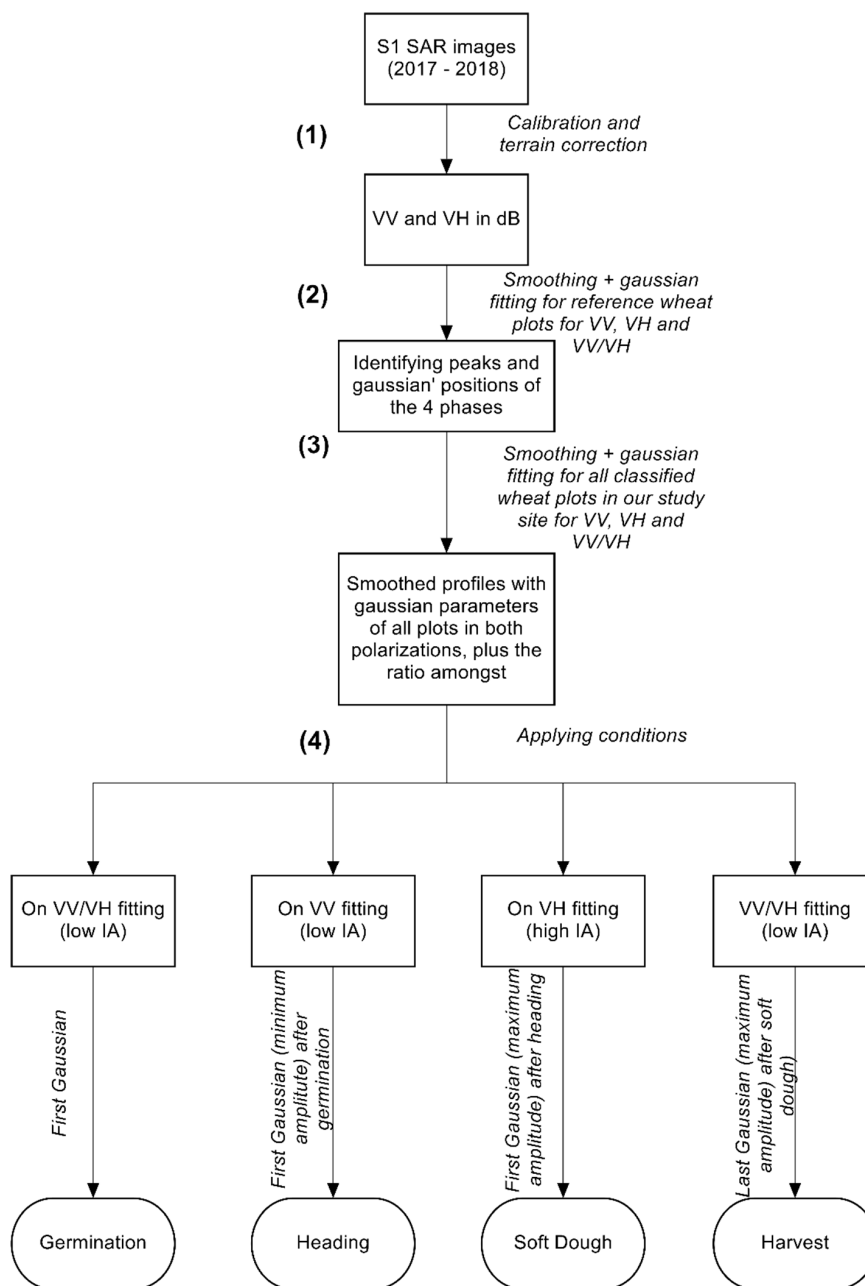 S1 SAR images
(2017 - 2018)
(1)
Calibration and
terrain correction
VV and VH in dB
(2)
Smoothing + gaussian
fitting for reference wheat
plots for VV, VH and
VV/VH
Identifying peaks and
gaussian' positions of
the 4 phases
(3)
Smoothing + gaussian
fitting for all classified
wheat plots in our study
site for VV, VH and
VV/VH
Smoothed profiles with
gaussian parameters
of all plots in both
polarizations, plus the
ratio amongst
(4)
Applying conditions
On VV/VH fitting
(low IA)
On VV fitting
(low IA)
On VH fitting
(high IA)
VV/VH fitting
(low IA)
First Gaussian
First Gaussian (minimum
amplitute) after
germination
First Gaussian (maximum
amplitude) after heading
Last Gaussian (maximum
amplitude) after soft
dough)
Germination
Heading
Soft Dough
Harvest